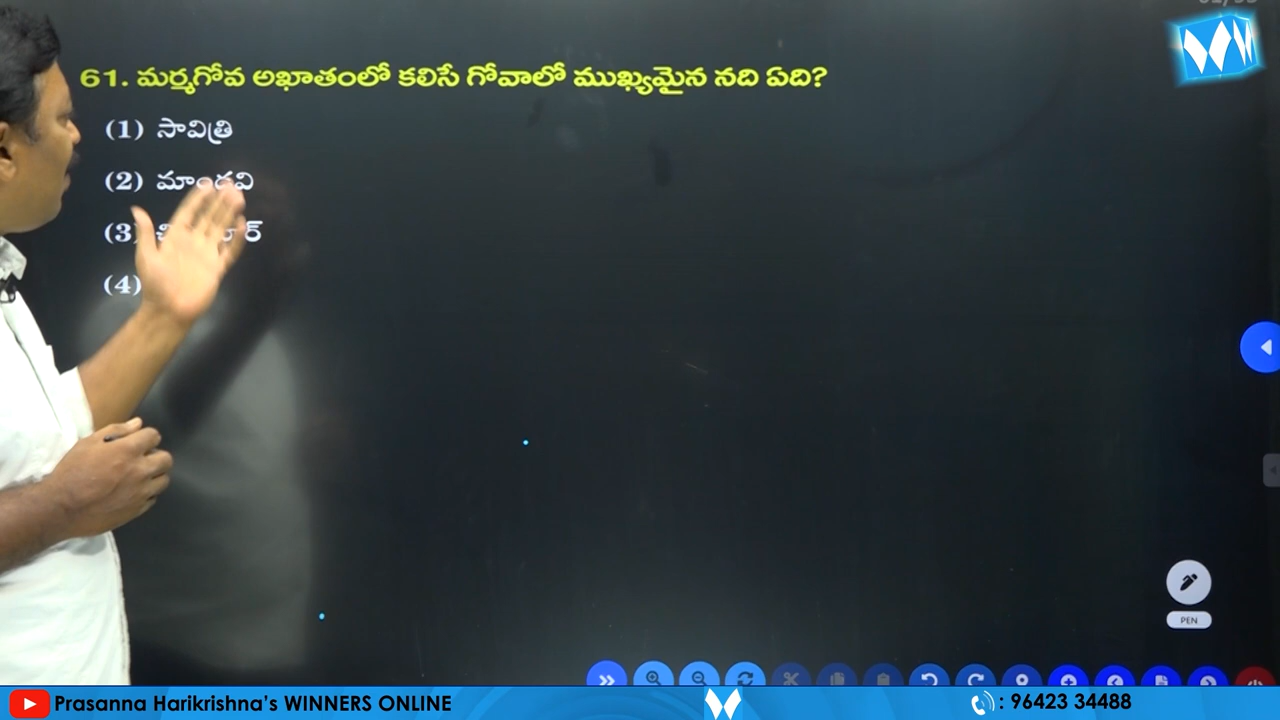 61. మర్మగోవ అఖాతంలో కలిసే గోవాలో ముఖ్యమైన నది ఏది?
(1) సావిత్రి
(2) మాండవి
(3)
(4)
PEN
Prasanna Harikrishna's WINNERS ONLINE
: 96423 34488